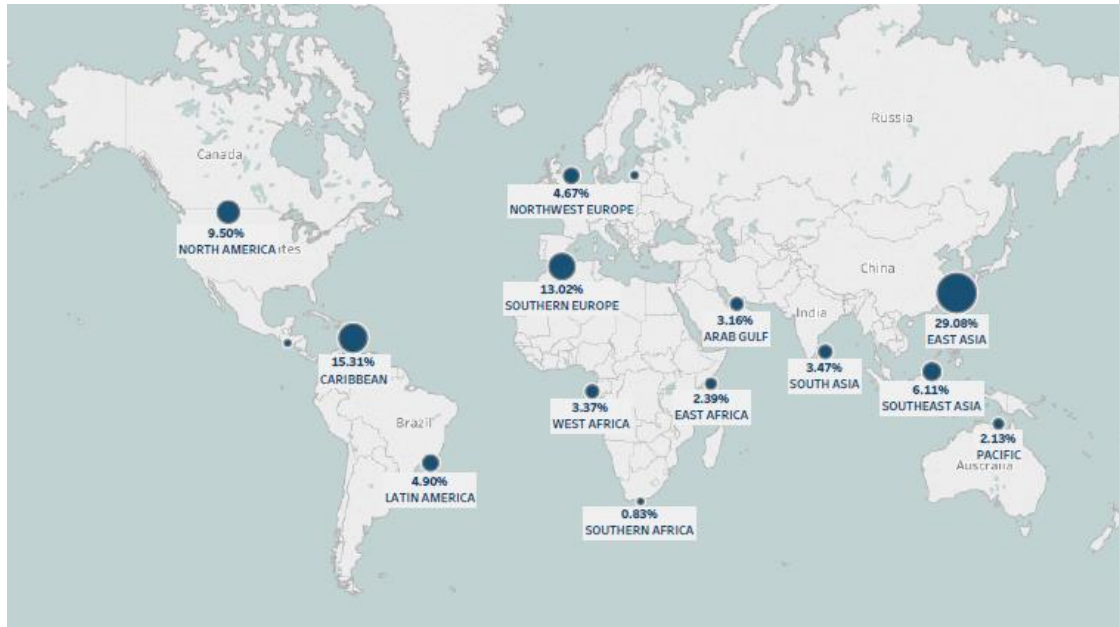 Russia
Canada
4.67%
NORTHWEST EUROPE
9.50%
NORTH AMERICA
ites
China
13.02%
SOUTHERN EUROPE
India
3.16%
ARAB GULF
29.08%
EAST ASIA
15.31%
CARIBBEAN
3.47%
SOUTH ASIA
6.11%
SOUTHEAST ASIA
3.37%
WEST AFRICA
2.39%
EAST AFRICA
Brazil
2.13%
PACIFIC
Australia
4.90%
LATIN AMERICA
0.83%
SOUTHERN AFRICA